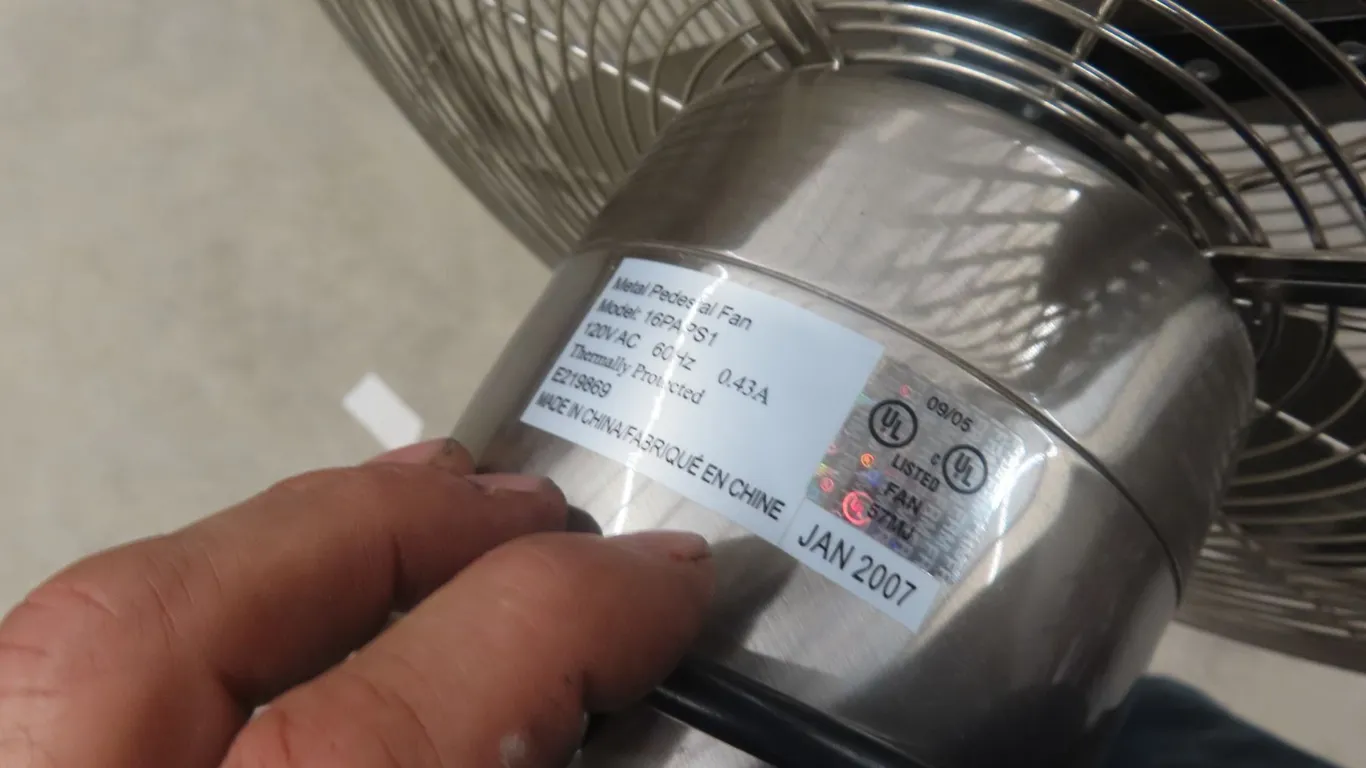 Metal Pedestal Fan
Model: 16PAPS1
120V AC 60Hz 0.43A
Thermally Protected
E219869
MADE IN CHINA/FABRIQUÉ EN CHINE
UL 09/05
LISTED c UL
FAN
57MJ
JAN 2007